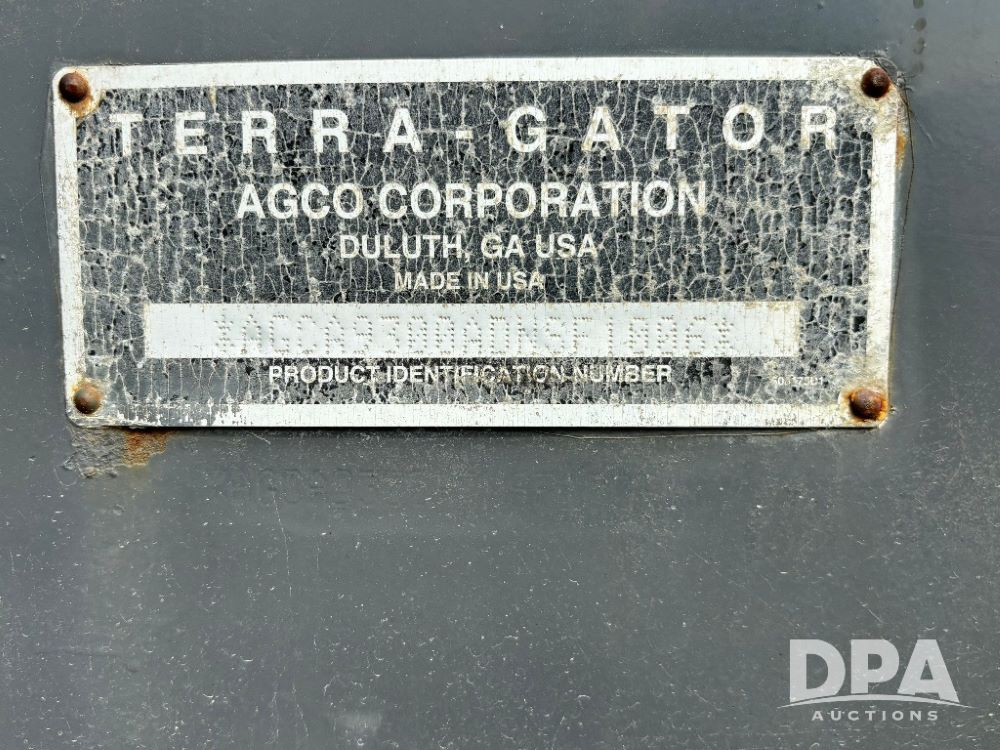 TERRA-GATOR
AGCO CORPORATION
DULUTH, GA USA
MADE IN USA
PRODUCT IDENTIFICATION NUMBER
DPA
AUCTIONS